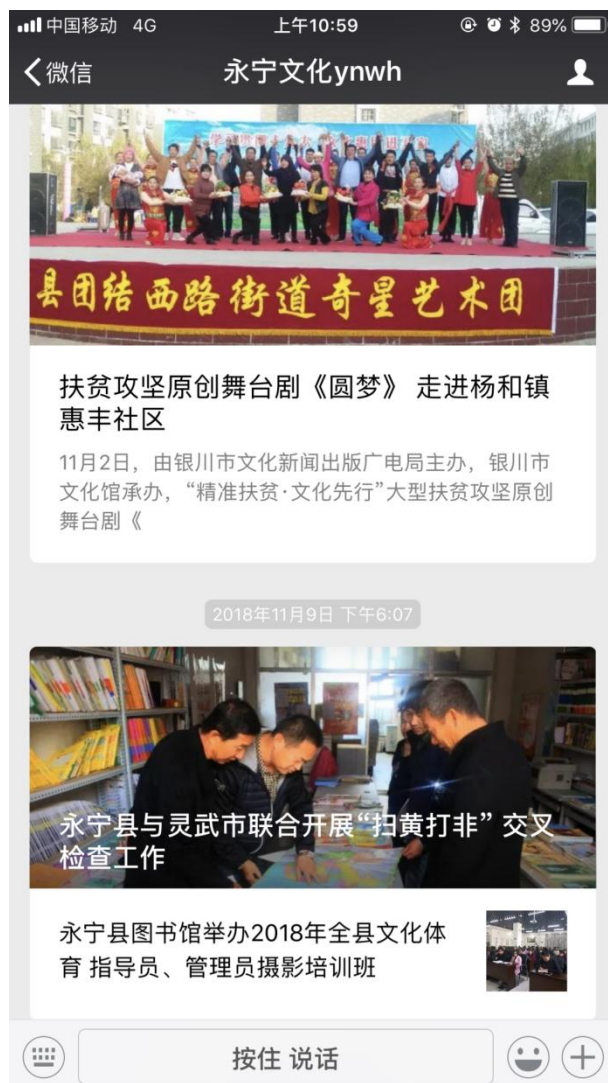 中国移动 4G 上午10:59 89%
微信 永宁文化ynwh
县团结西路街道奇星艺术团
扶贫攻坚原创舞台剧《圆梦》 走进杨和镇
惠丰社区
11月2日，由银川市文化新闻出版广电局主办，银川市
文化馆承办，“精准扶贫·文化先行”大型扶贫攻坚原创
舞台剧《
2018年11月9日 下午6:07
永宁县与灵武市联合开展“扫黄打非” 交叉
检查工作
永宁县图书馆举办2018年全县文化体
育 指导员、管理员摄影培训班
按住 说话